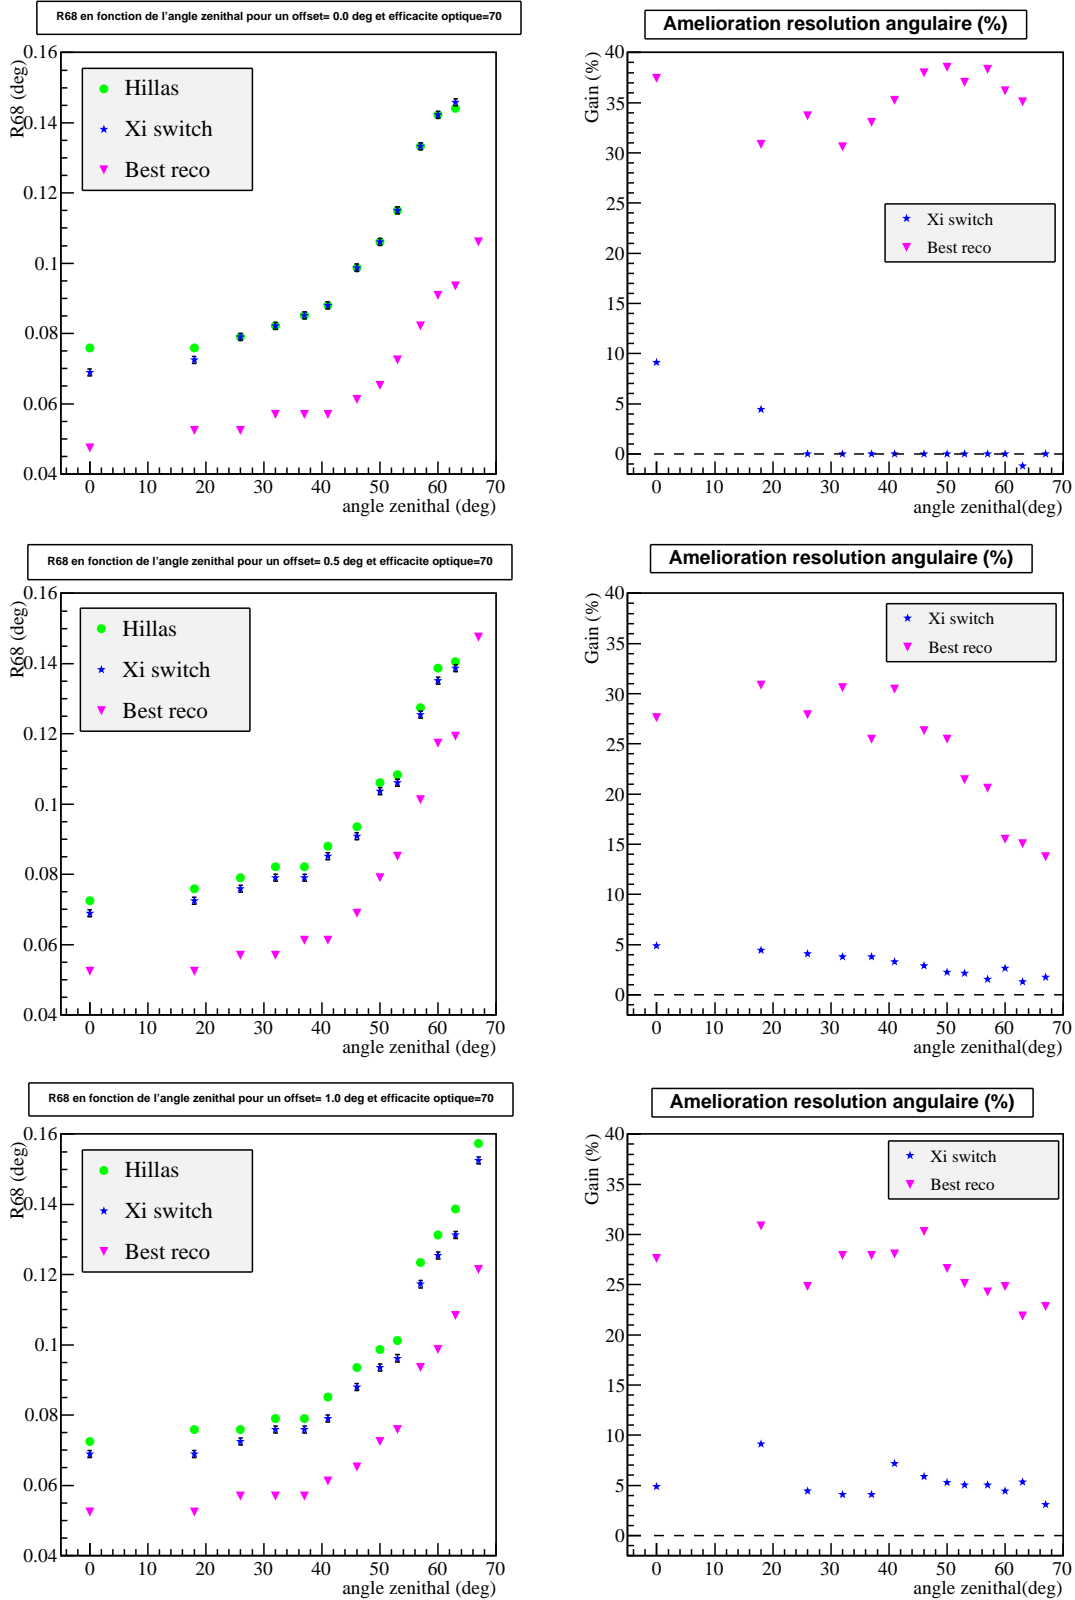 R68 en fonction de l'angle zenithal pour un offset= 0.0 deg et efficacite optique=70
R68 (deg)
0.16
0.14
0.12
0.1
0.08
0.06
0.04
Hillas
Xi switch
Best reco
0 10 20 30 40 50 60 70
angle zenithal (deg)
Amelioration resolution angulaire (%)
Gain (%)
40
35
30
25
20
15
10
5
0
Xi switch
Best reco
0 10 20 30 40 50 60 70
angle zenithal(deg)
R68 en fonction de l'angle zenithal pour un offset= 0.5 deg et efficacite optique=70
R68 (deg)
0.16
0.14
0.12
0.1
0.08
0.06
0.04
Hillas
Xi switch
Best reco
0 10 20 30 40 50 60 70
angle zenithal (deg)
Amelioration resolution angulaire (%)
Gain (%)
40
35
30
25
20
15
10
5
0
Xi switch
Best reco
0 10 20 30 40 50 60 70
angle zenithal(deg)
R68 en fonction de l'angle zenithal pour un offset= 1.0 deg et efficacite optique=70
R68 (deg)
0.16
0.14
0.12
0.1
0.08
0.06
0.04
Hillas
Xi switch
Best reco
0 10 20 30 40 50 60 70
angle zenithal (deg)
Amelioration resolution angulaire (%)
Gain (%)
40
35
30
25
20
15
10
5
0
Xi switch
Best reco
0 10 20 30 40 50 60 70
angle zenithal(deg)